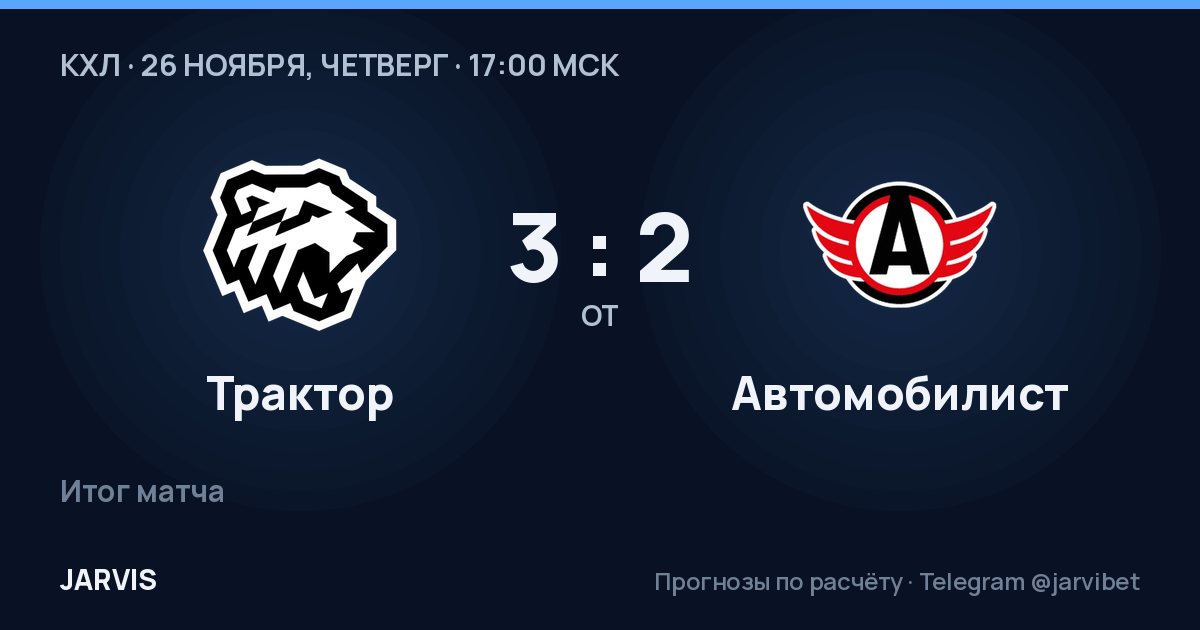 КХЛ · 26 НОЯБРЯ, ЧЕТВЕРГ · 17:00 МСК
3 : 2
ОТ
А
Трактор
Автомобилист
Итог матча
JARVIS
Прогнозы по расчёту · Telegram @jarvibet